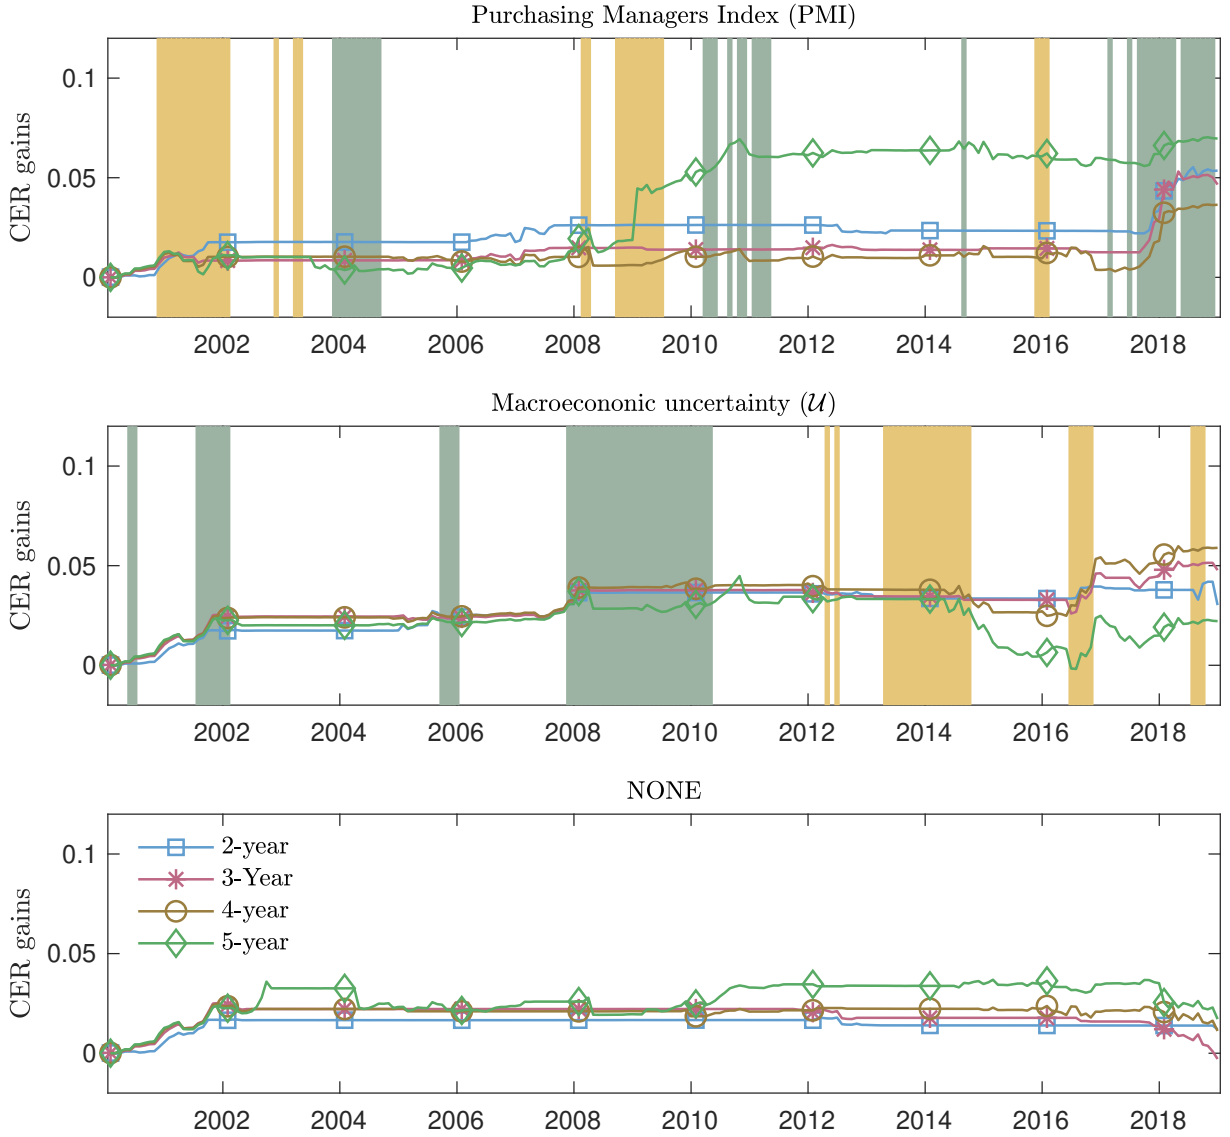 Purchasing Managers Index (PMI)
0.1
0.05
0
CER gains
2002 2004 2006 2008 2010 2012 2014 2016 2018
Macroecononic uncertainty (𝒰)
0.1
0.05
0
CER gains
2002 2004 2006 2008 2010 2012 2014 2016 2018
NONE
0.1
0.05
0
CER gains
2-year
3-Year
4-year
5-year
2002 2004 2006 2008 2010 2012 2014 2016 2018